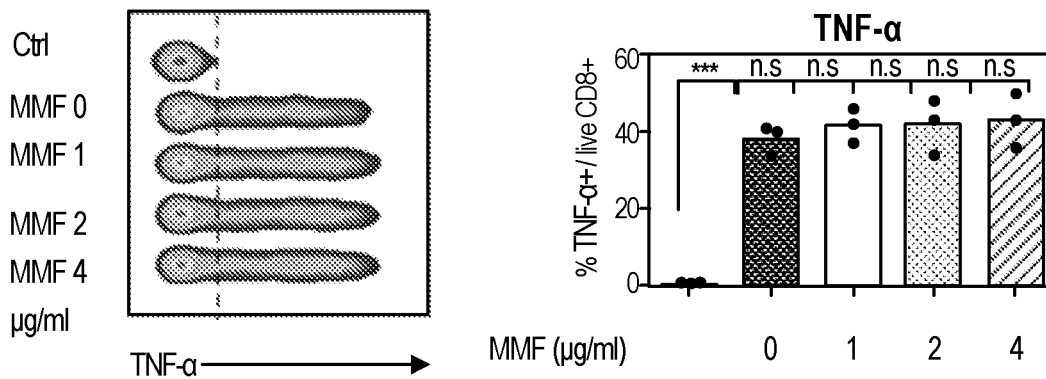 Ctrl
MMF 0
MMF 1
MMF 2
MMF 4
µg/ml
TNF-α
TNF-α
% TNF-α+ / live CD8+
60
40
20
0
*** n.s n.s n.s n.s n.s
MMF (µg/ml) 0 1 2 4